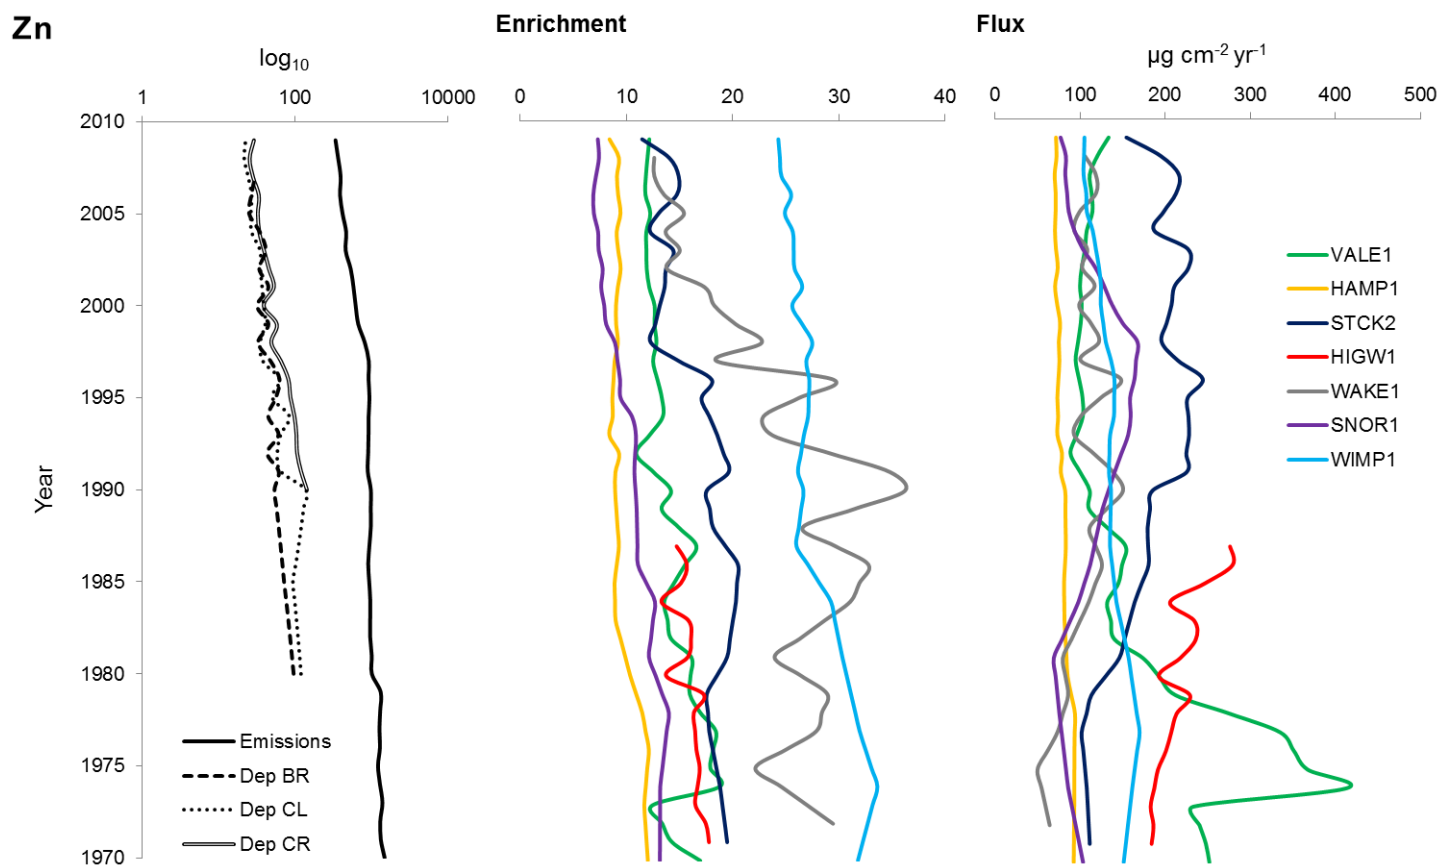 Zn
Enrichment
Flux
log10
µg cm-2 yr-1
1 100 10000
0 10 20 30 40
0 100 200 300 400 500
2010
2005
2000
1995
1990
1985
1980
1975
1970
Year
Emissions
Dep BR
Dep CL
Dep CR
VALE1
HAMP1
STCK2
HIGW1
WAKE1
SNOR1
WIMP1